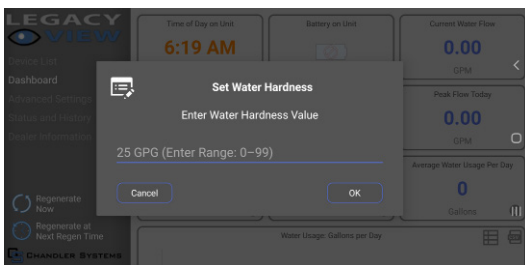 LEGACY
VIEW
Device List
Dashboard
Advanced Settings
Status and History
Dealer Information
Regenerate
Now
Regenerate at
Next Regen Time
CHANDLER SYSTEMS
Time of Day on Unit
6:19 AM
Battery on Unit
Current Water Flow
0.00
GPM
Peak Flow Today
0.00
GPM
Average Water Usage Per Day
0
Gallons
Water Usage: Gallons per Day
Set Water Hardness
Enter Water Hardness Value
25 GPG (Enter Range: 0–99)
Cancel
OK